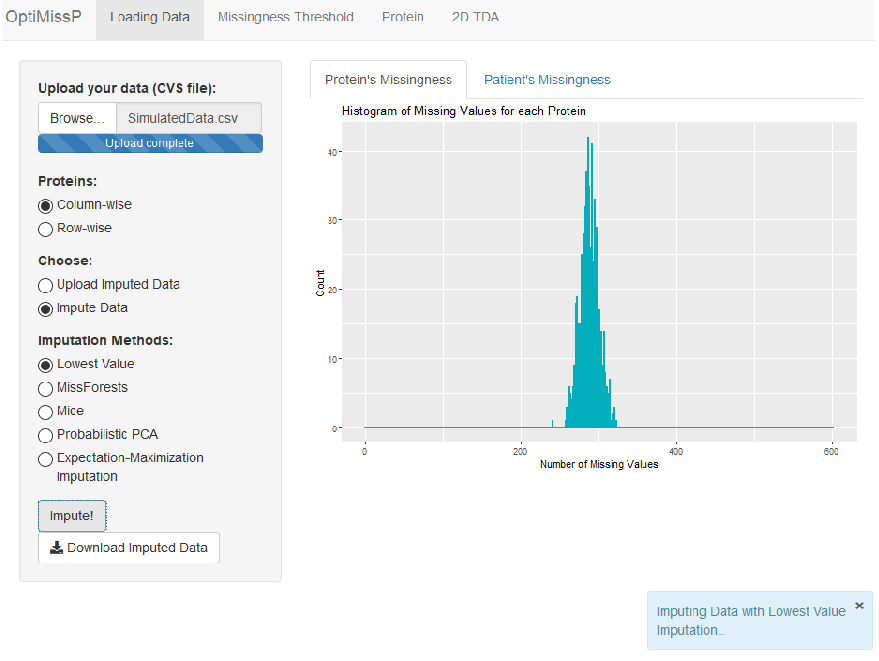 OptiMissP Loading Data Missingness Threshold Protein 2D TDA
Upload your data (CVS file):
Browse... SimulatedData.csv
Upload complete
Proteins:
Column-wise
Row-wise
Choose:
Upload Imputed Data
Impute Data
Imputation Methods:
Lowest Value
MissForests
Mice
Probabilistic PCA
Expectation-Maximization
Imputation
Impute!
Download Imputed Data
Protein's Missingness Patient's Missingness
Histogram of Missing Values for each Protein
Count
40
30
20
10
0
0 200 400 600
Number of Missing Values
Imputing Data with Lowest Value ×
Imputation..